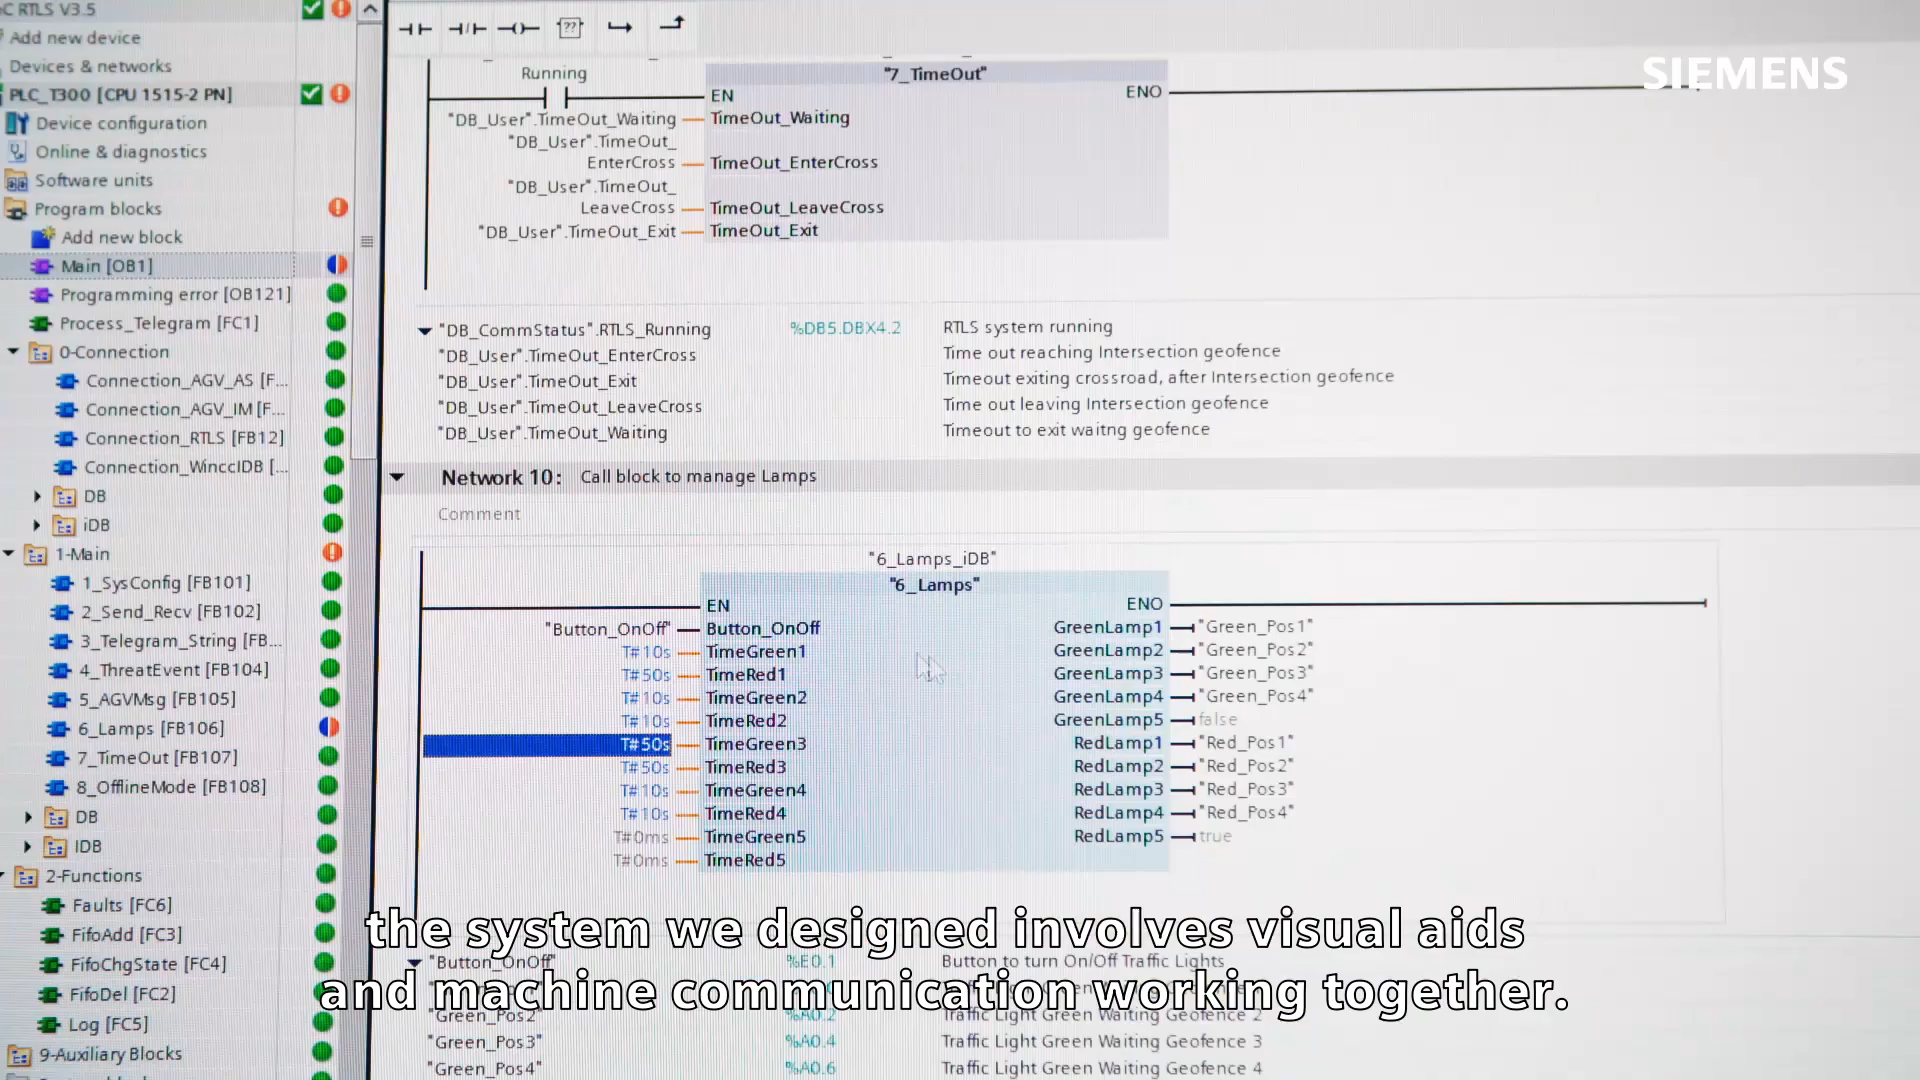 C RTLS V3.5
Add new device
Devices & networks
PLC_T300 [CPU 1515-2 PN]
Device configuration
Online & diagnostics
Software units
Program blocks
Add new block
Main [OB1]
Programming error [OB121]
Process_Telegram [FC1]
0-Connection
Connection_AGV_AS [F...
Connection_AGV_IM [F...
Connection_RTLS [FB12]
Connection_WinccIDB [...
DB
iDB
1-Main
1_SysConfig [FB101]
2_Send_Recv [FB102]
3_Telegram_String [FB...
4_ThreatEvent [FB104]
5_AGVMsg [FB105]
6_Lamps [FB106]
7_TimeOut [FB107]
8_OfflineMode [FB108]
DB
IDB
2-Functions
Faults [FC6]
FifoAdd [FC3]
FifoChgState [FC4]
FifoDel [FC2]
Log [FC5]
9-Auxiliary Blocks
??
SIEMENS
Running
"7_TimeOut"
EN
ENO
"DB_User".TimeOut_Waiting
TimeOut_Waiting
"DB_User".TimeOut_
EnterCross
TimeOut_EnterCross
"DB_User".TimeOut_
LeaveCross
TimeOut_LeaveCross
"DB_User".TimeOut_Exit
TimeOut_Exit
"DB_CommStatus".RTLS_Running %DB5.DBX4.2 RTLS system running
"DB_User".TimeOut_EnterCross Time out reaching Intersection geofence
"DB_User".TimeOut_Exit Timeout exiting crossroad, after Intersection geofence
"DB_User".TimeOut_LeaveCross Time out leaving Intersection geofence
"DB_User".TimeOut_Waiting Timeout to exit waitng geofence
Network 10: Call block to manage Lamps
Comment
"6_Lamps_iDB"
"6_Lamps"
EN ENO
"Button_OnOff" Button_OnOff GreenLamp1 "Green_Pos1"
T#10s TimeGreen1 GreenLamp2 "Green_Pos2"
T#50s TimeRed1 GreenLamp3 "Green_Pos3"
T#10s TimeGreen2 GreenLamp4 "Green_Pos4"
T#10s TimeRed2 GreenLamp5 false
T#50s TimeGreen3 RedLamp1 "Red_Pos1"
T#50s TimeRed3 RedLamp2 "Red_Pos2"
T#10s TimeGreen4 RedLamp3 "Red_Pos3"
T#10s TimeRed4 RedLamp4 "Red_Pos4"
T#0ms TimeGreen5 RedLamp5 true
T#0ms TimeRed5
the system we designed involves visual aids
"Button_OnOff" %E0.1 Button to turn On/Off Traffic Lights
and machine communication working together.
"Green_Pos2" %A0.2 Traffic Light Green Waiting Geofence 2
"Green_Pos3" %A0.4 Traffic Light Green Waiting Geofence 3
"Green_Pos4" %A0.6 Traffic Light Green Waiting Geofence 4